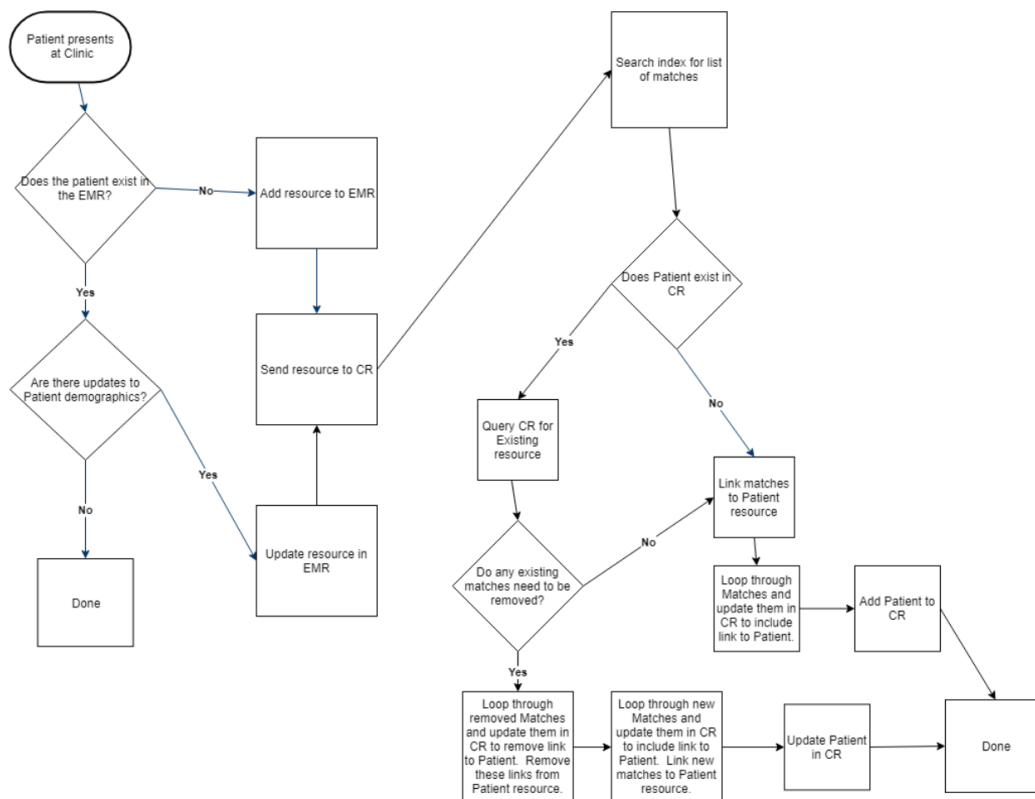 Patient presents
at Clinic
Does the patient exist in
the EMR?
No
Add resource to EMR
Yes
Are there updates to
Patient demographics?
Yes
No
Done
Update resource in
EMR
Send resource to CR
Search index for list
of matches
Does Patient exist in
CR
Yes
No
Query CR for
Existing
resource
Do any existing
matches need to be
removed?
No
Yes
Link matches
to Patient
resource
Loop through
Matches and
update them in
CR to include
link to Patient.
Add Patient to
CR
Loop through
removed Matches
and update them in
CR to remove link
to Patient. Remove
these links from
Patient resource.
Loop through new
Matches and
update them in CR
to include link to
Patient. Link new
matches to Patient
resource.
Update Patient
in CR
Done